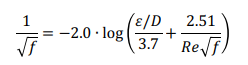 1/√f = −2.0 · log((ε/D)/3.7 + 2.51/(Re√f))